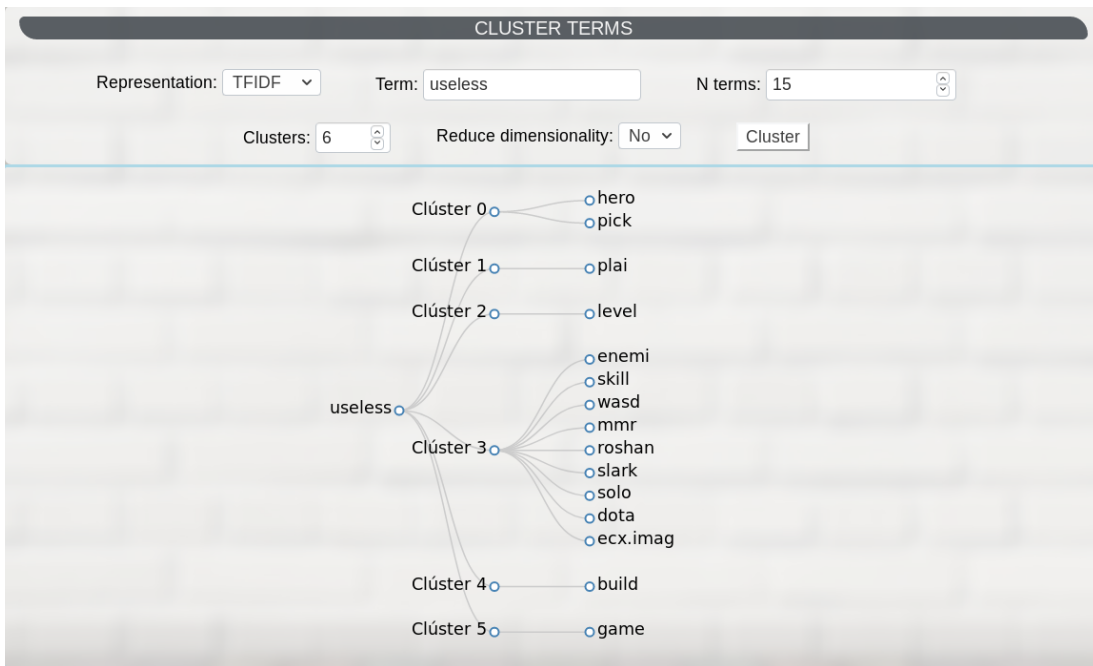 CLUSTER TERMS
Representation: TFIDF Term: useless N terms: 15
Clusters: 6 Reduce dimensionality: No Cluster
Clúster 0 hero
pick
Clúster 1 plai
Clúster 2 level
enemi
skill
wasd
useless
mmr
Clúster 3 roshan
slark
solo
dota
ecx.imag
Clúster 4 build
Clúster 5 game